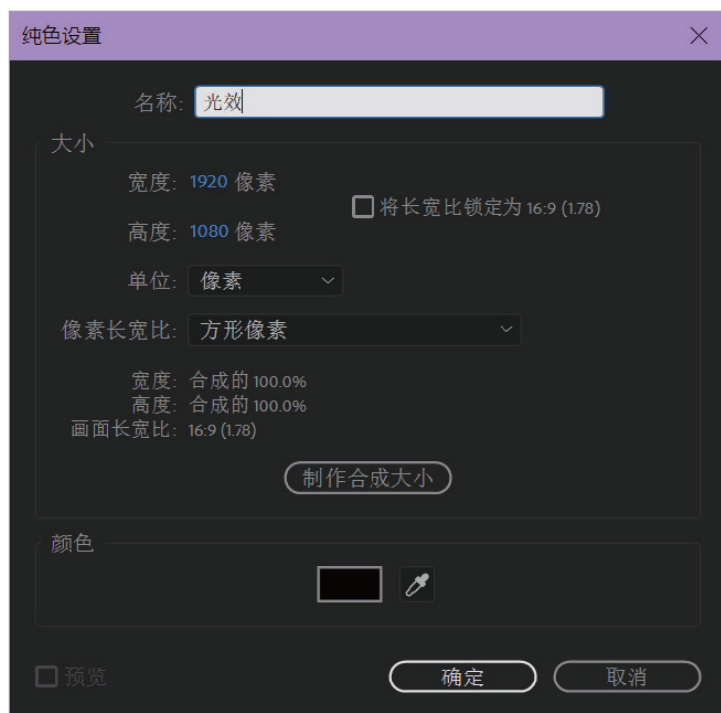 纯色设置
名称: 光效
大小
宽度: 1920 像素
将长宽比锁定为 16:9 (1.78)
高度: 1080 像素
单位: 像素
像素长宽比: 方形像素
宽度: 合成的 100.0%
高度: 合成的 100.0%
画面长宽比: 16:9 (1.78)
制作合成大小
颜色
预览 确定 取消